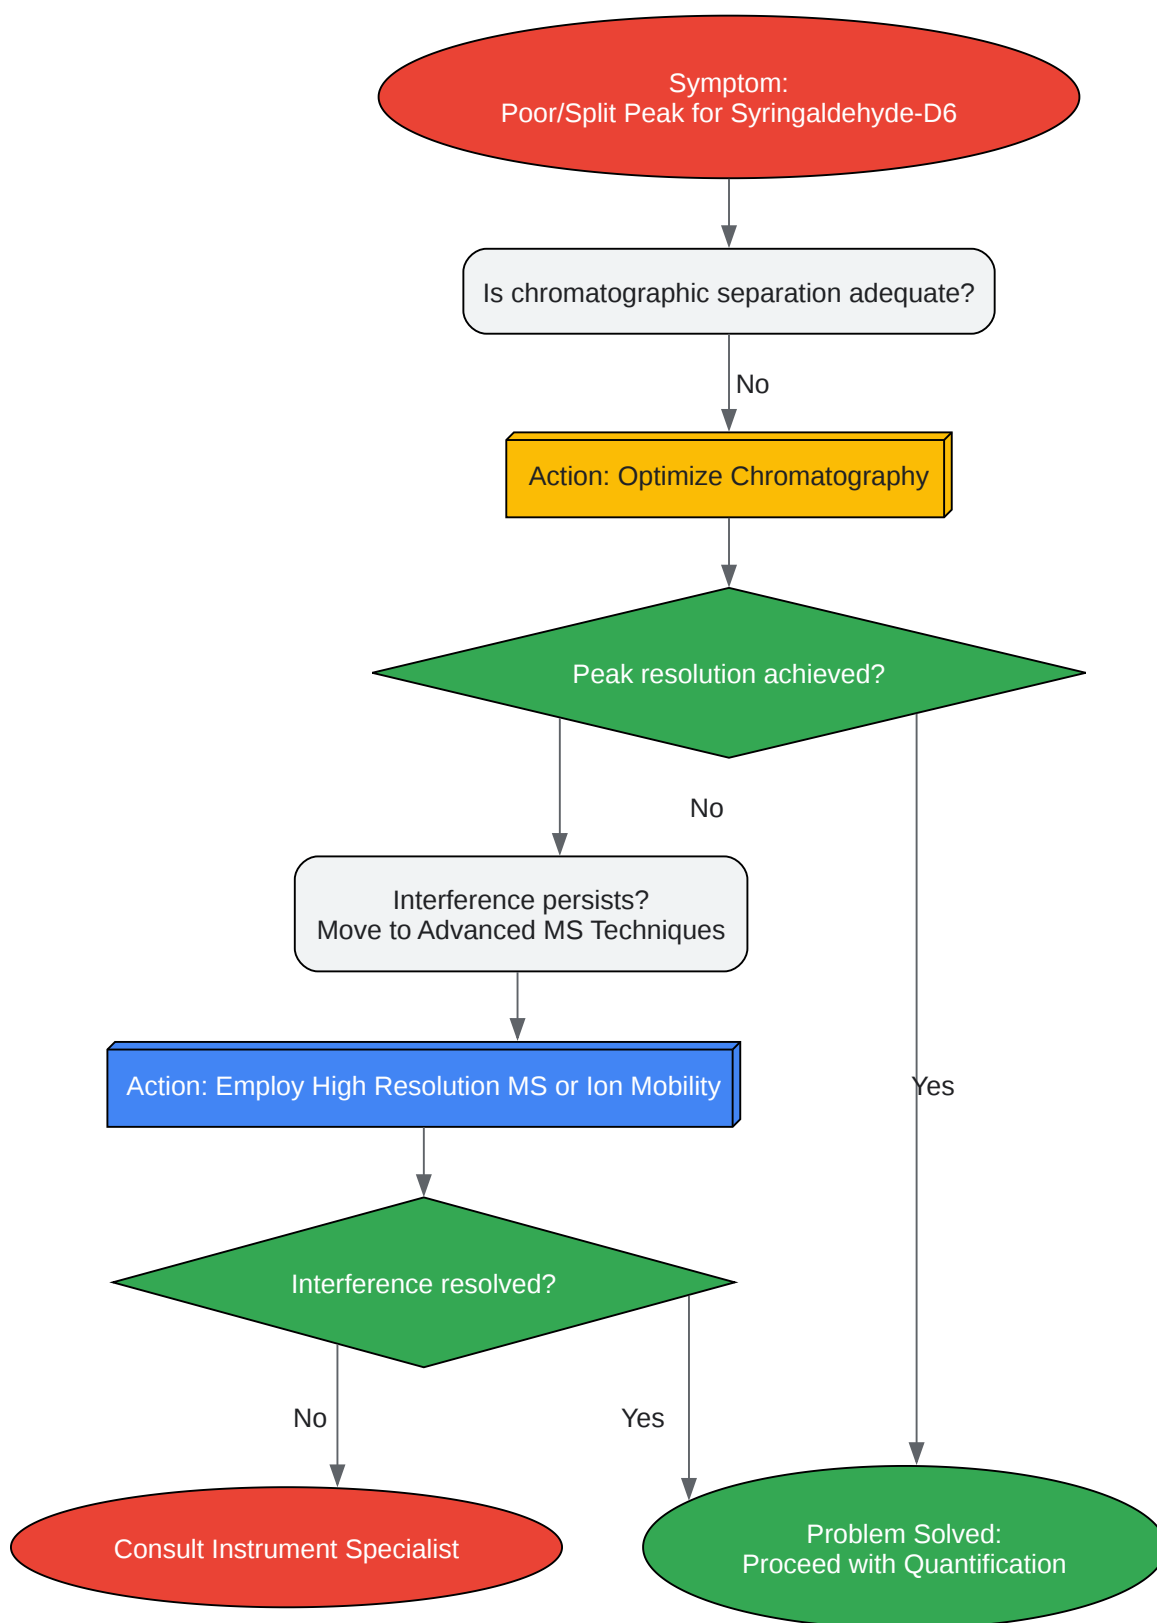 Symptom:
Poor/Split Peak for Syringaldehyde-D6
Is chromatographic separation adequate?
No
Action: Optimize Chromatography
Peak resolution achieved?
No
Interference persists?
Move to Advanced MS Techniques
Action: Employ High Resolution MS or Ion Mobility
Yes
Interference resolved?
No
Yes
Consult Instrument Specialist
Problem Solved:
Proceed with Quantification